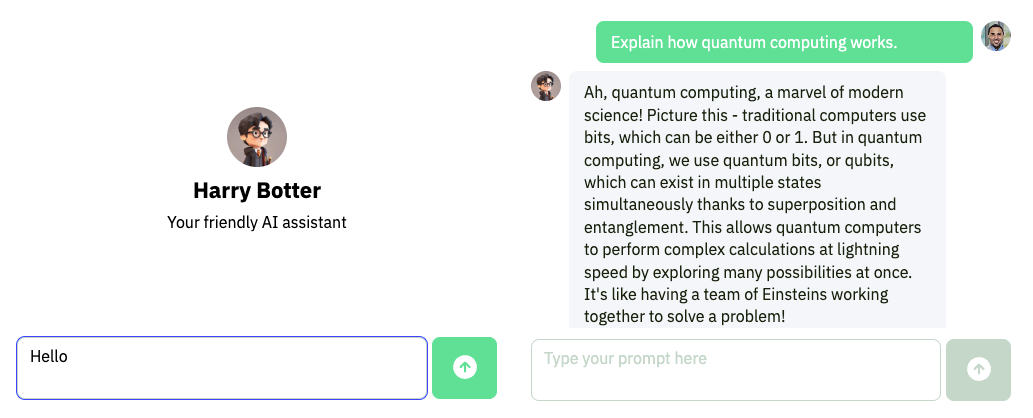 Harry Botter
Your friendly AI assistant
Hello
Explain how quantum computing works.
Ah, quantum computing, a marvel of modern
science! Picture this - traditional computers use
bits, which can be either 0 or 1. But in quantum
computing, we use quantum bits, or qubits,
which can exist in multiple states
simultaneously thanks to superposition and
entanglement. This allows quantum computers
to perform complex calculations at lightning
speed by exploring many possibilities at once.
It's like having a team of Einsteins working
together to solve a problem!
Type your prompt here